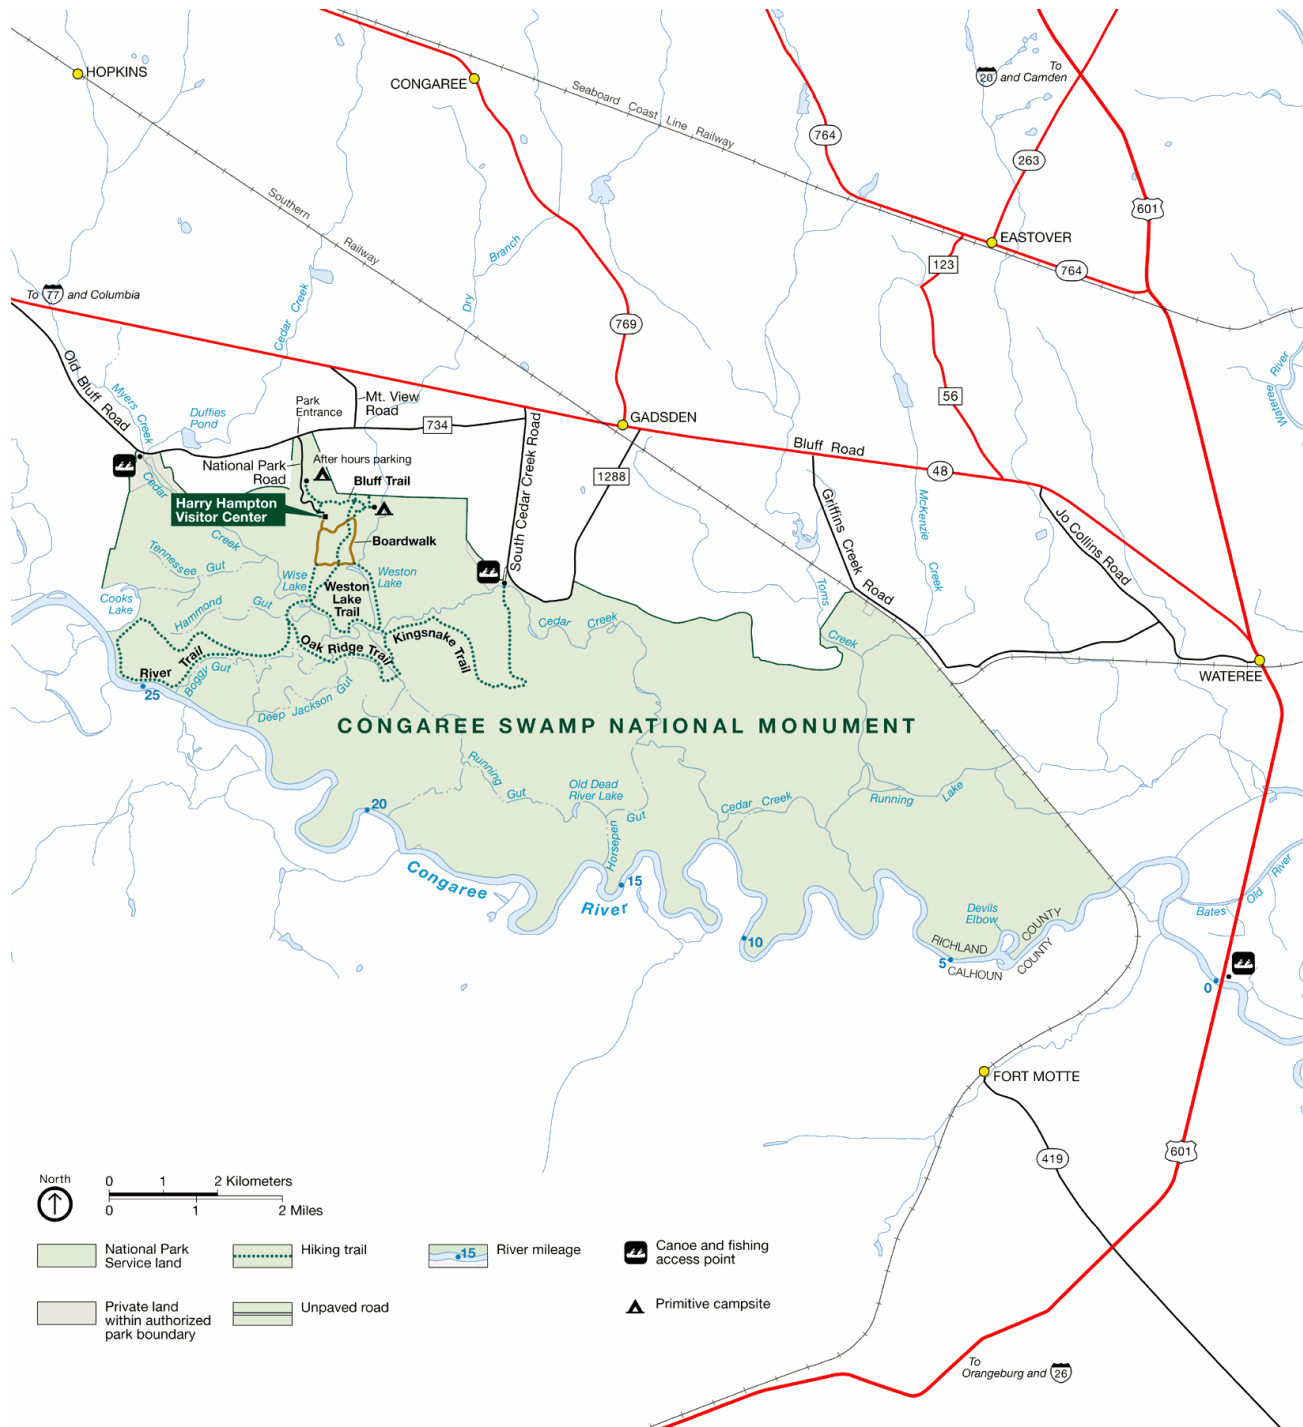 HOPKINS
CONGAREE
Seaboard Coast Line Railway
To
20 and Camden
764
263
601
Southern
Railway
Branch
Dry
EASTOVER
123
764
To 77 and Columbia
Cedar Creek
769
River
Wateree
Old Bluff Road
Myers Creek
Duffies
Pond
Park
Entrance
Mt. View
Road
734
56
GADSDEN
Bluff Road
48
National Park
Road
After hours parking
Bluff Trail
1288
South Cedar Creek Road
Griffins Creek Road
McKenzie Creek
Jo Collins Road
Cedar
Creek
Harry Hampton
Visitor Center
Boardwalk
Tennessee Gut
Wise
Lake
Weston
Lake
Weston
Lake
Trail
Cooks
Lake
Hammond Gut
Toms
Creek
Cedar Creek
Oak Ridge Trail
Kingsnake Trail
River Trail
Boggy Gut
25
Deep Jackson Gut
WATEREE
CONGAREE SWAMP NATIONAL MONUMENT
Running
Gut
Old Dead
River Lake
20
Cedar Creek
Running
Lake
Horsepen
Gut
Congaree
River
15
10
5
Devils
Elbow
RICHLAND COUNTY
CALHOUN COUNTY
Bates Old River
0
FORT MOTTE
419
601
North
0 1 2 Kilometers
0 1 2 Miles
National Park
Service land
Hiking trail
15
River mileage
Canoe and fishing
access point
Private land
within authorized
park boundary
Unpaved road
Primitive campsite
To
Orangeburg and 26